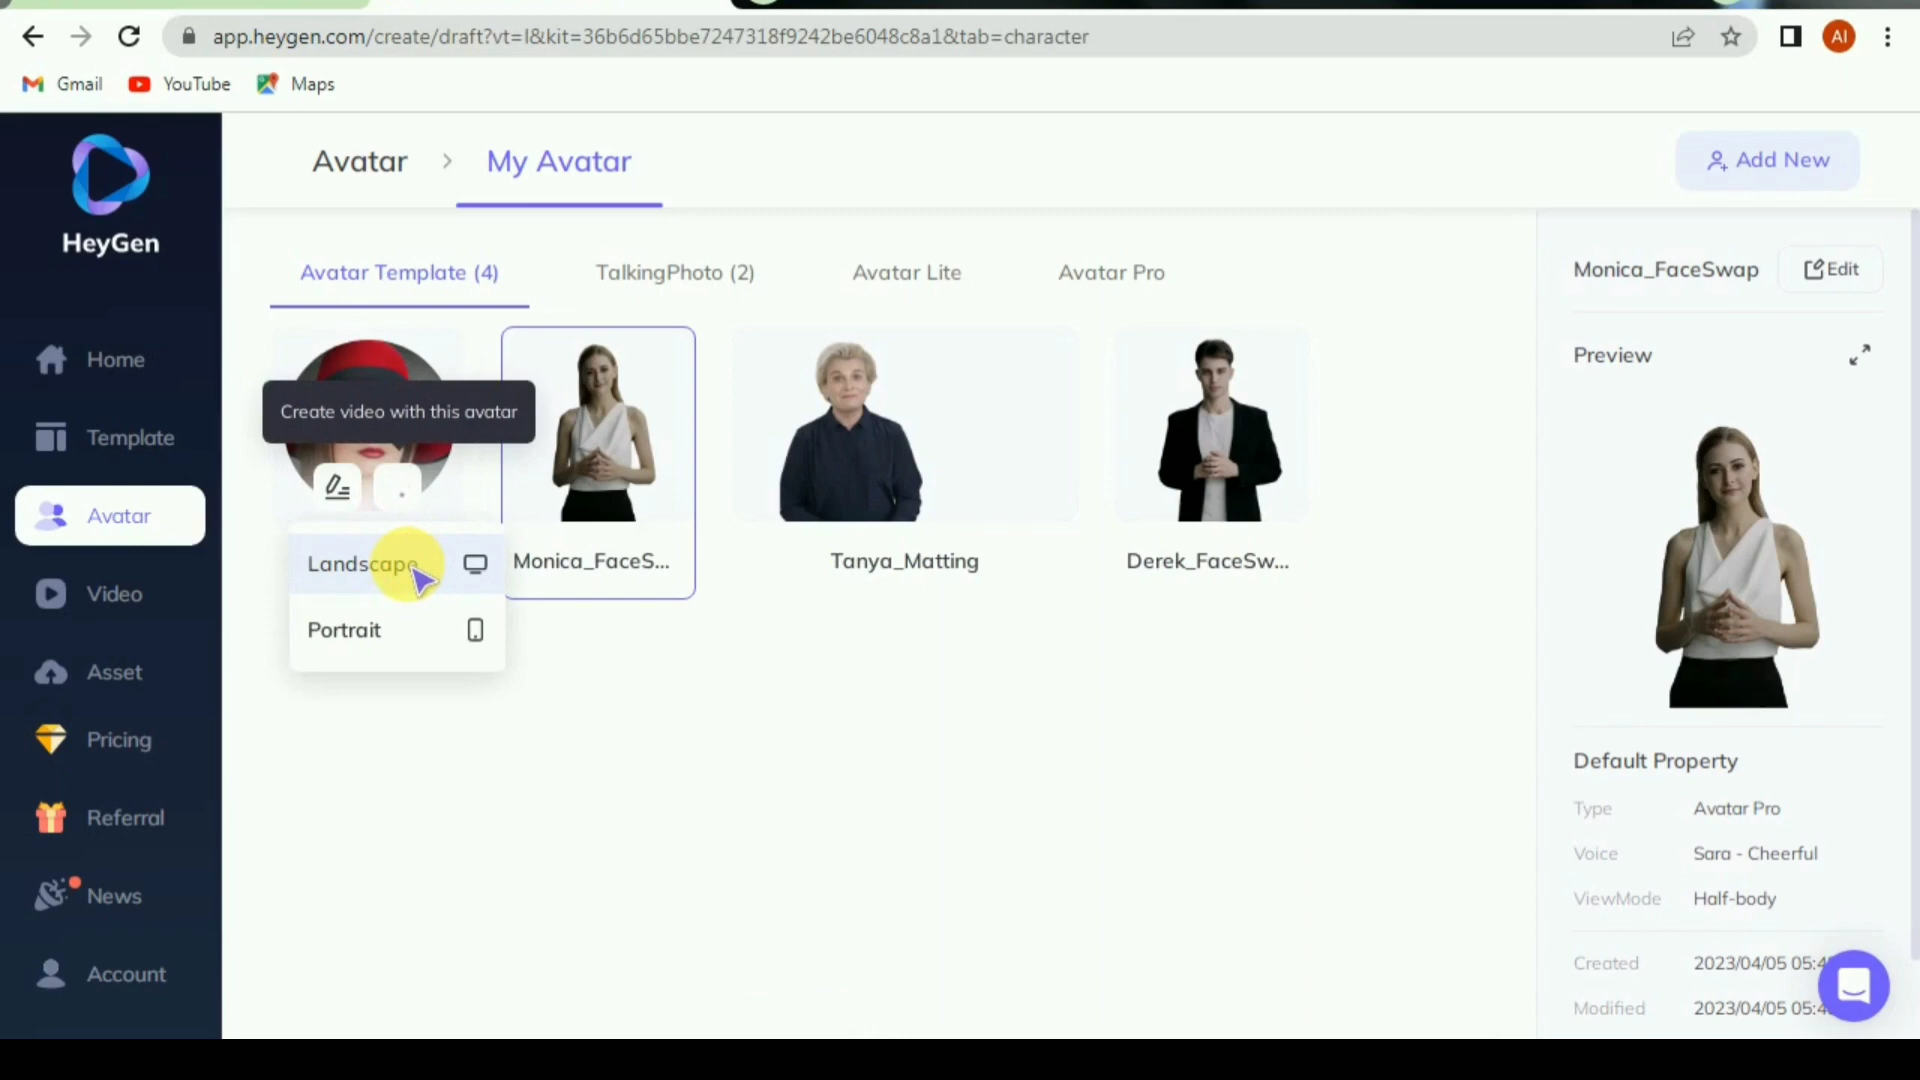 app.heygen.com/create/draft?vt=l&kit=36b6d65bbe7247318f9242be6048c8a1&tab=character
AI
Gmail
YouTube
Maps
HeyGen
Avatar
My Avatar
Add New
Avatar Template (4)
TalkingPhoto (2)
Avatar Lite
Avatar Pro
Monica_FaceSwap
Edit
Home
Template
Avatar
Video
Asset
Pricing
Referral
News
Account
Create video with this avatar
Landscape
Portrait
Monica_FaceS...
Tanya_Matting
Derek_FaceSw...
Preview
Default Property
Type Avatar Pro
Voice Sara - Cheerful
ViewMode Half-body
Created 2023/04/05 05:4
Modified 2023/04/05 05:4